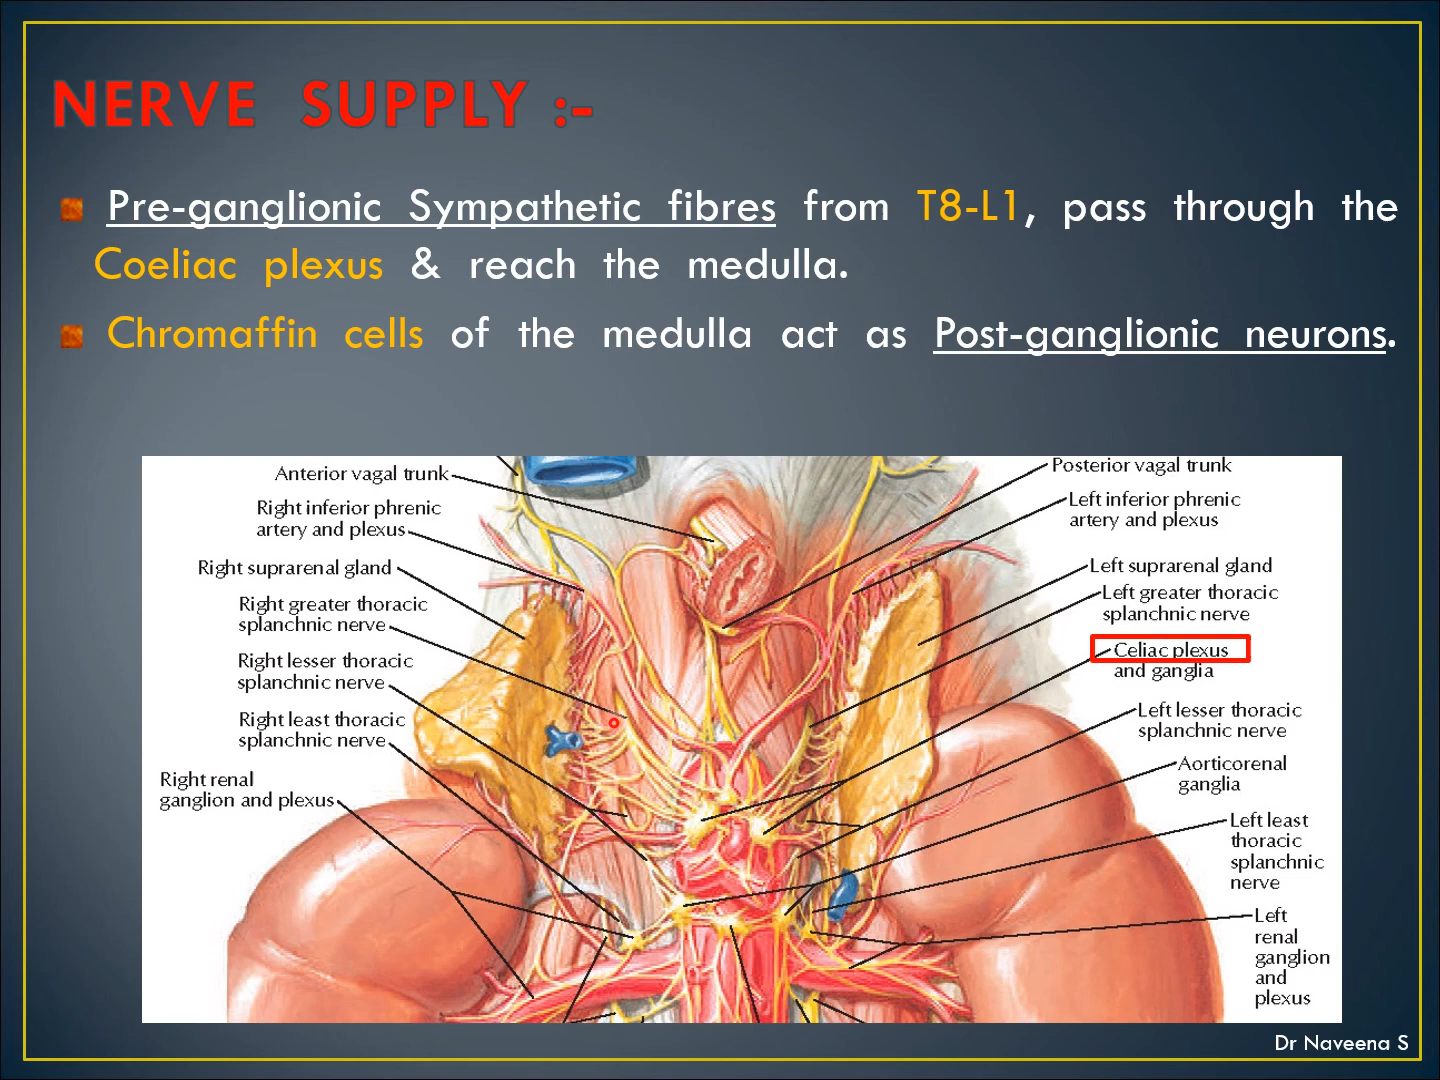 NERVE SUPPLY :-
Pre-ganglionic Sympathetic fibres from T8-L1, pass through the
Coeliac plexus & reach the medulla.
Chromaffin cells of the medulla act as Post-ganglionic neurons.
Anterior vagal trunk
Right inferior phrenic
artery and plexus
Right suprarenal gland
Right greater thoracic
splanchnic nerve
Right lesser thoracic
splanchnic nerve
Right least thoracic
splanchnic nerve
Right renal
ganglion and plexus
Posterior vagal trunk
Left inferior phrenic
artery and plexus
Left suprarenal gland
Left greater thoracic
splanchnic nerve
Celiac plexus
and ganglia
Left lesser thoracic
splanchnic nerve
Aorticorenal
ganglia
Left least
thoracic
splanchnic
nerve
Left
renal
ganglion
and
plexus
Dr Naveena S